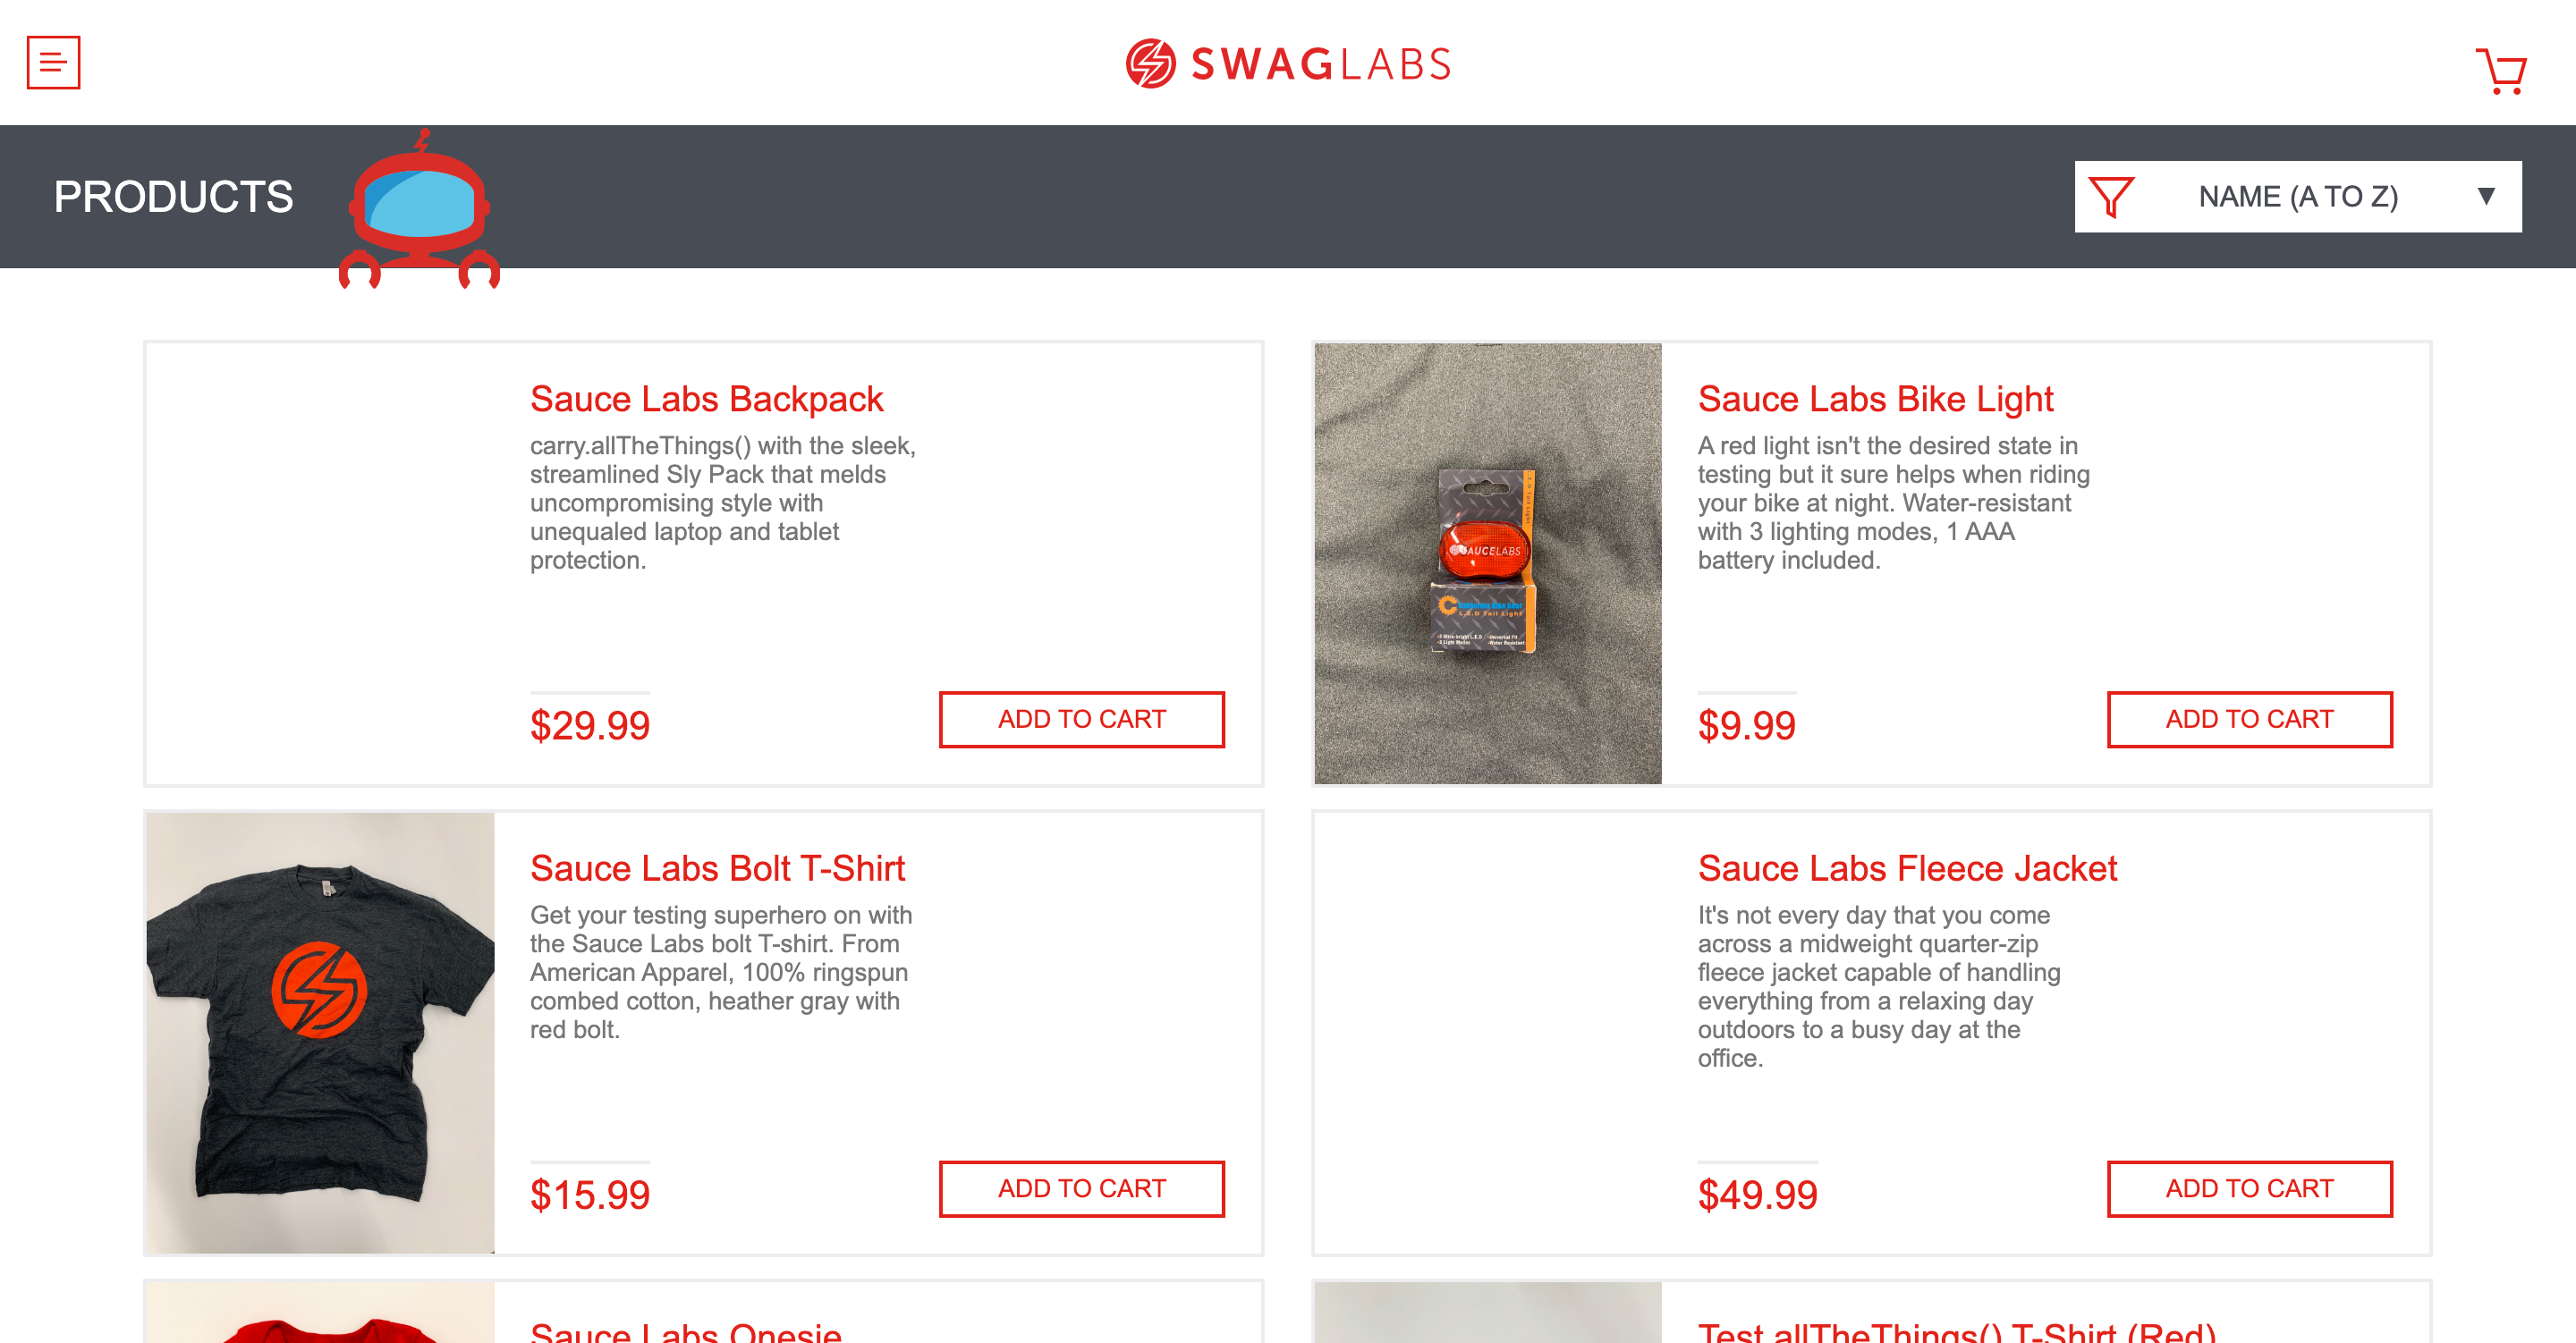 SWAGLABS
PRODUCTS
NAME (A TO Z)
Sauce Labs Backpack
carry.allTheThings() with the sleek,
streamlined Sly Pack that melds
uncompromising style with
unequaled laptop and tablet
protection.
$29.99
ADD TO CART
SAUCELABS
L.E.D Tail Light
Sauce Labs Bike Light
A red light isn't the desired state in
testing but it sure helps when riding
your bike at night. Water-resistant
with 3 lighting modes, 1 AAA
battery included.
$9.99
ADD TO CART
Sauce Labs Bolt T-Shirt
Get your testing superhero on with
the Sauce Labs bolt T-shirt. From
American Apparel, 100% ringspun
combed cotton, heather gray with
red bolt.
$15.99
ADD TO CART
Sauce Labs Fleece Jacket
It's not every day that you come
across a midweight quarter-zip
fleece jacket capable of handling
everything from a relaxing day
outdoors to a busy day at the
office.
$49.99
ADD TO CART
Sauce Labs Onesie
Test.allTheThings() T-Shirt (Red)